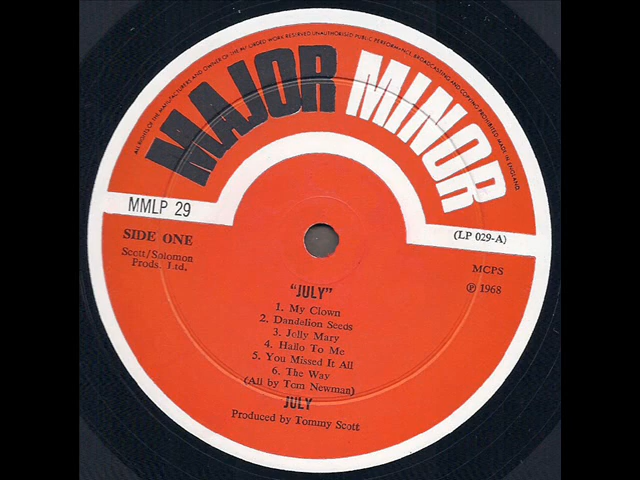 ALL RIGHTS OF THE MANUFACTURERS AND OWNER OF THE RECORDED WORK RESERVED UNAUTHORISED PUBLIC PERFORMANCE, BROADCASTING AND COPYING PROHIBITED MADE IN ENGLAND
MAJOR MINOR
MMLP 29
(LP 029-A)
SIDE ONE
Scott/Solomon
Prods. Ltd.
MCPS
Ⓟ 1968
"JULY"
1. My Clown
2. Dandelion Seeds
3. Jolly Mary
4. Hallo To Me
5. You Missed It All
6. The Way
(All by Tom Newman)
JULY
Produced by Tommy Scott